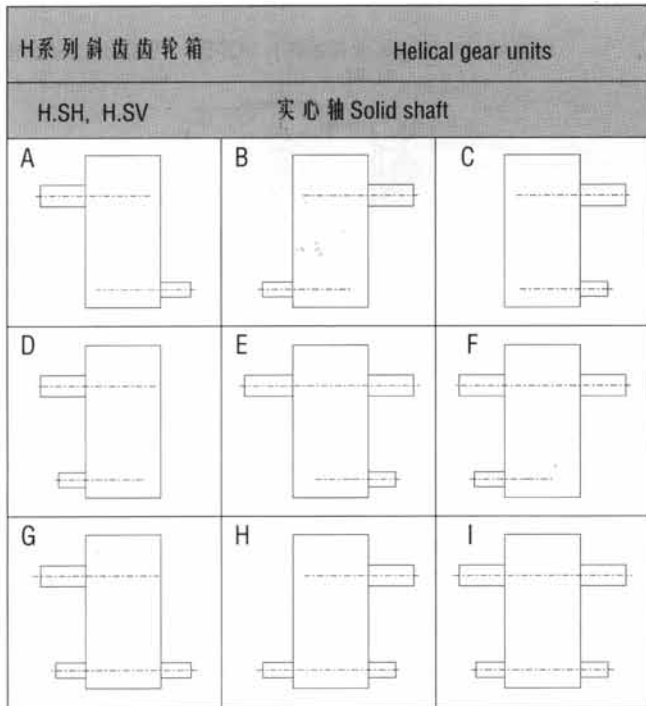 H系列斜齿齿轮箱 Helical gear units
H.SH, H.SV 实心轴 Solid shaft
A B C
D E F
G H I